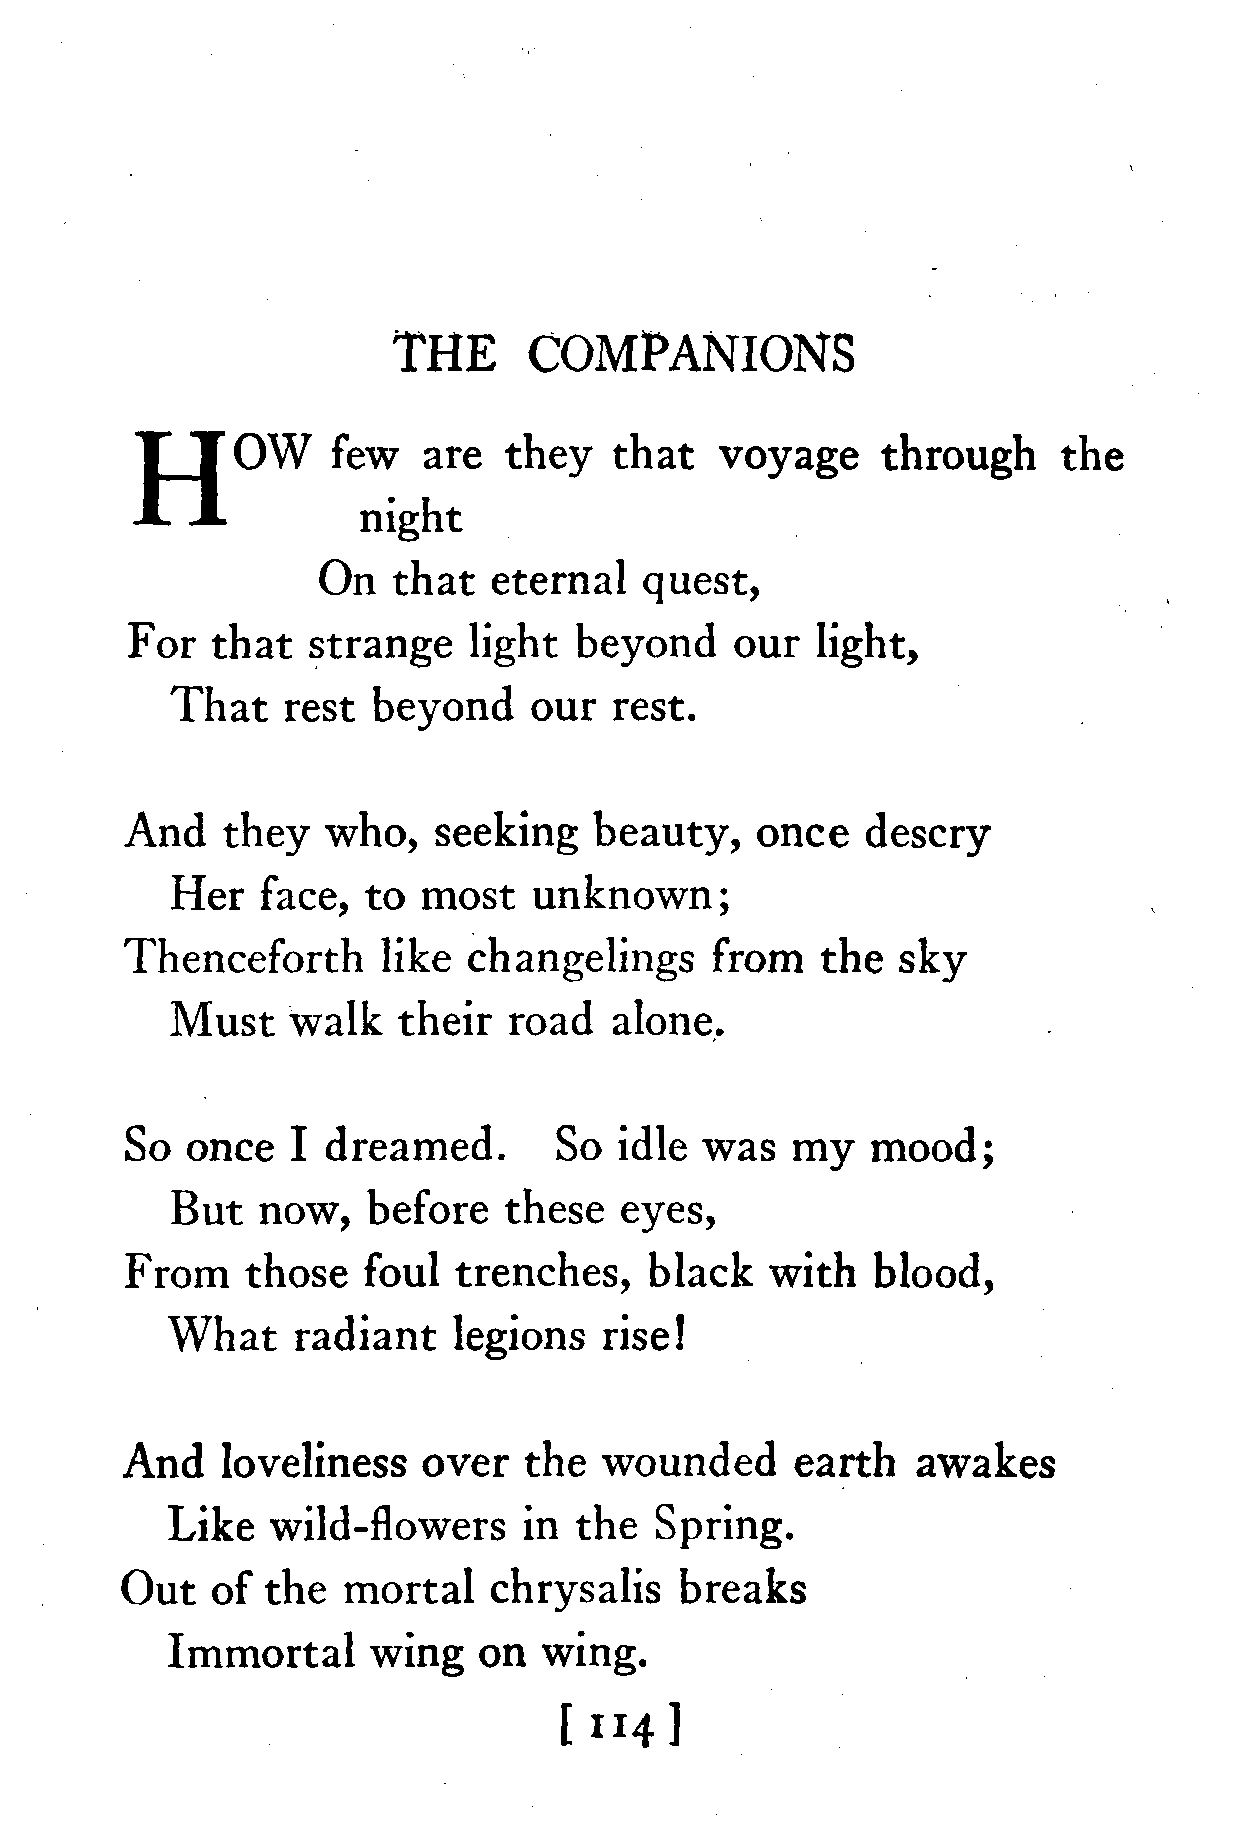 THE COMPANIONS
HOW few are they that voyage through the
night
On that eternal quest,
For that strange light beyond our light,
That rest beyond our rest.
And they who, seeking beauty, once descry
Her face, to most unknown;
Thenceforth like changelings from the sky
Must walk their road alone.
So once I dreamed. So idle was my mood;
But now, before these eyes,
From those foul trenches, black with blood,
What radiant legions rise!
And loveliness over the wounded earth awakes
Like wild-flowers in the Spring.
Out of the mortal chrysalis breaks
Immortal wing on wing.
[ 114 ]